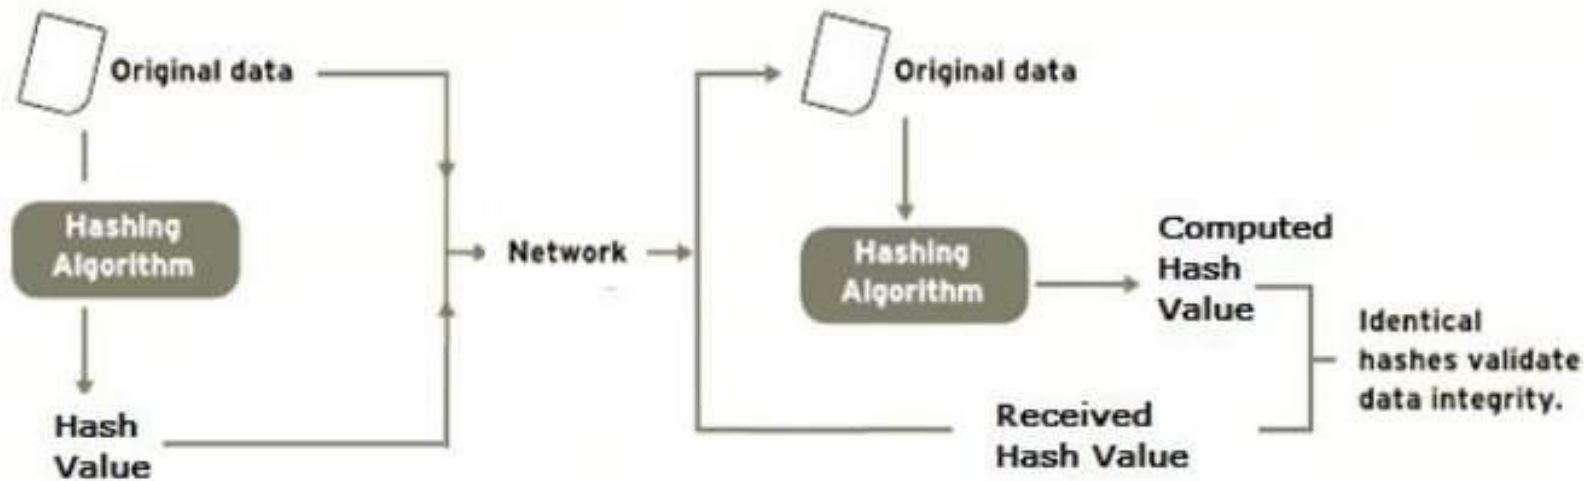 Original data
Hashing
Algorithm
Hash
Value
Network
Original data
Hashing
Algorithm
Computed
Hash
Value
Received
Hash Value
Identical
hashes validate
data integrity.